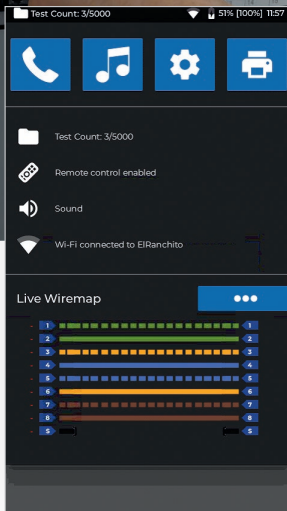 Test Count: 3/5000 51% [100%] 11:57
Test Count: 3/5000
Remote control enabled
Sound
Wi-Fi connected to ElRanchito
Live Wiremap
- 1 1
- 2 2
- 3 3
- 4 4
- 5 5
- 6 6
- 7 7
- 8 8
- S S